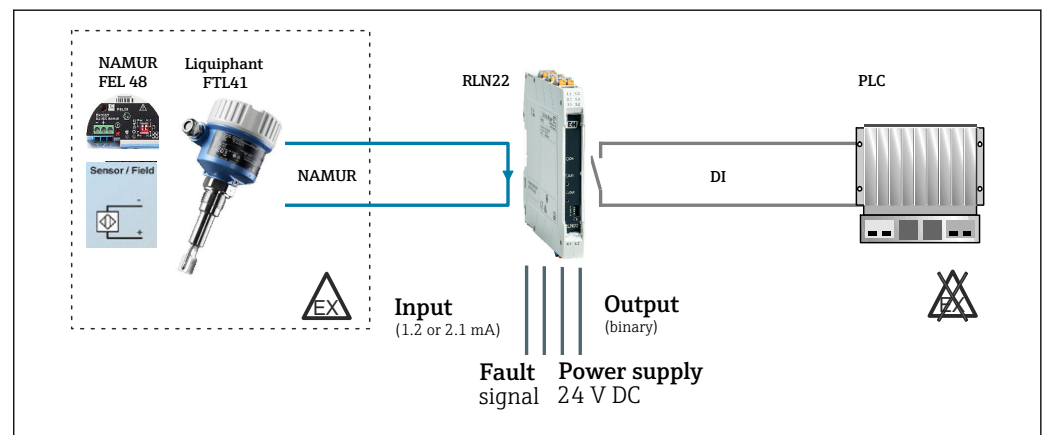 NAMUR
FEL 48
Liquiphant
FTL41
RLN22
PLC
Sensor / Field
-
+
NAMUR
DI
EX
EX
Input
(1.2 or 2.1 mA)
Output
(binary)
Fault
signal
Power supply
24 V DC